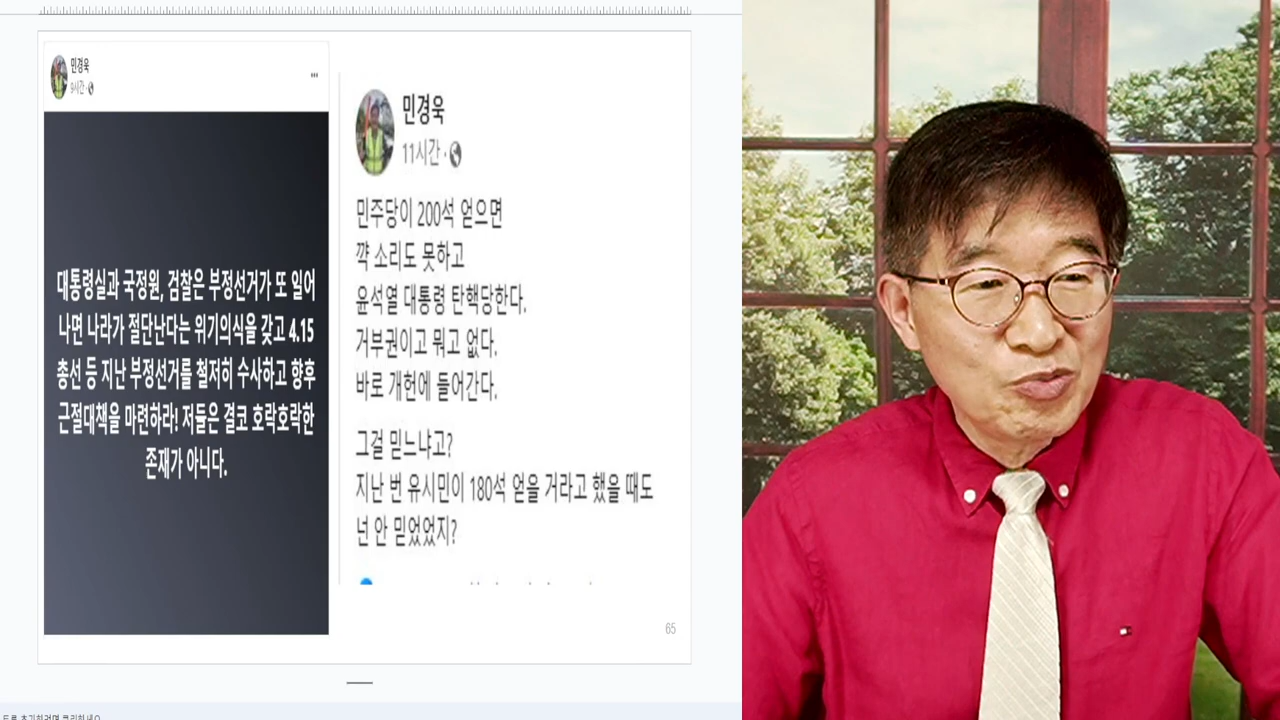 민경욱
9시간
대통령실과 국정원, 검찰은 부정선거가 또 일어
나면 나라가 절단난다는 위기의식을 갖고 4.15
총선 등 지난 부정선거를 철저히 수사하고 향후
근절대책을 마련하라! 저들은 결코 호락호락한
존재가 아니다.
민경욱
11시간 ·
민주당이 200석 얻으면
꺅 소리도 못하고
윤석열 대통령 탄핵당한다.
거부권이고 뭐고 없다.
바로 개헌에 들어간다.
그걸 믿느냐고?
지난 번 유시민이 180석 얻을 거라고 했을 때도
넌 안 믿었었지?
65